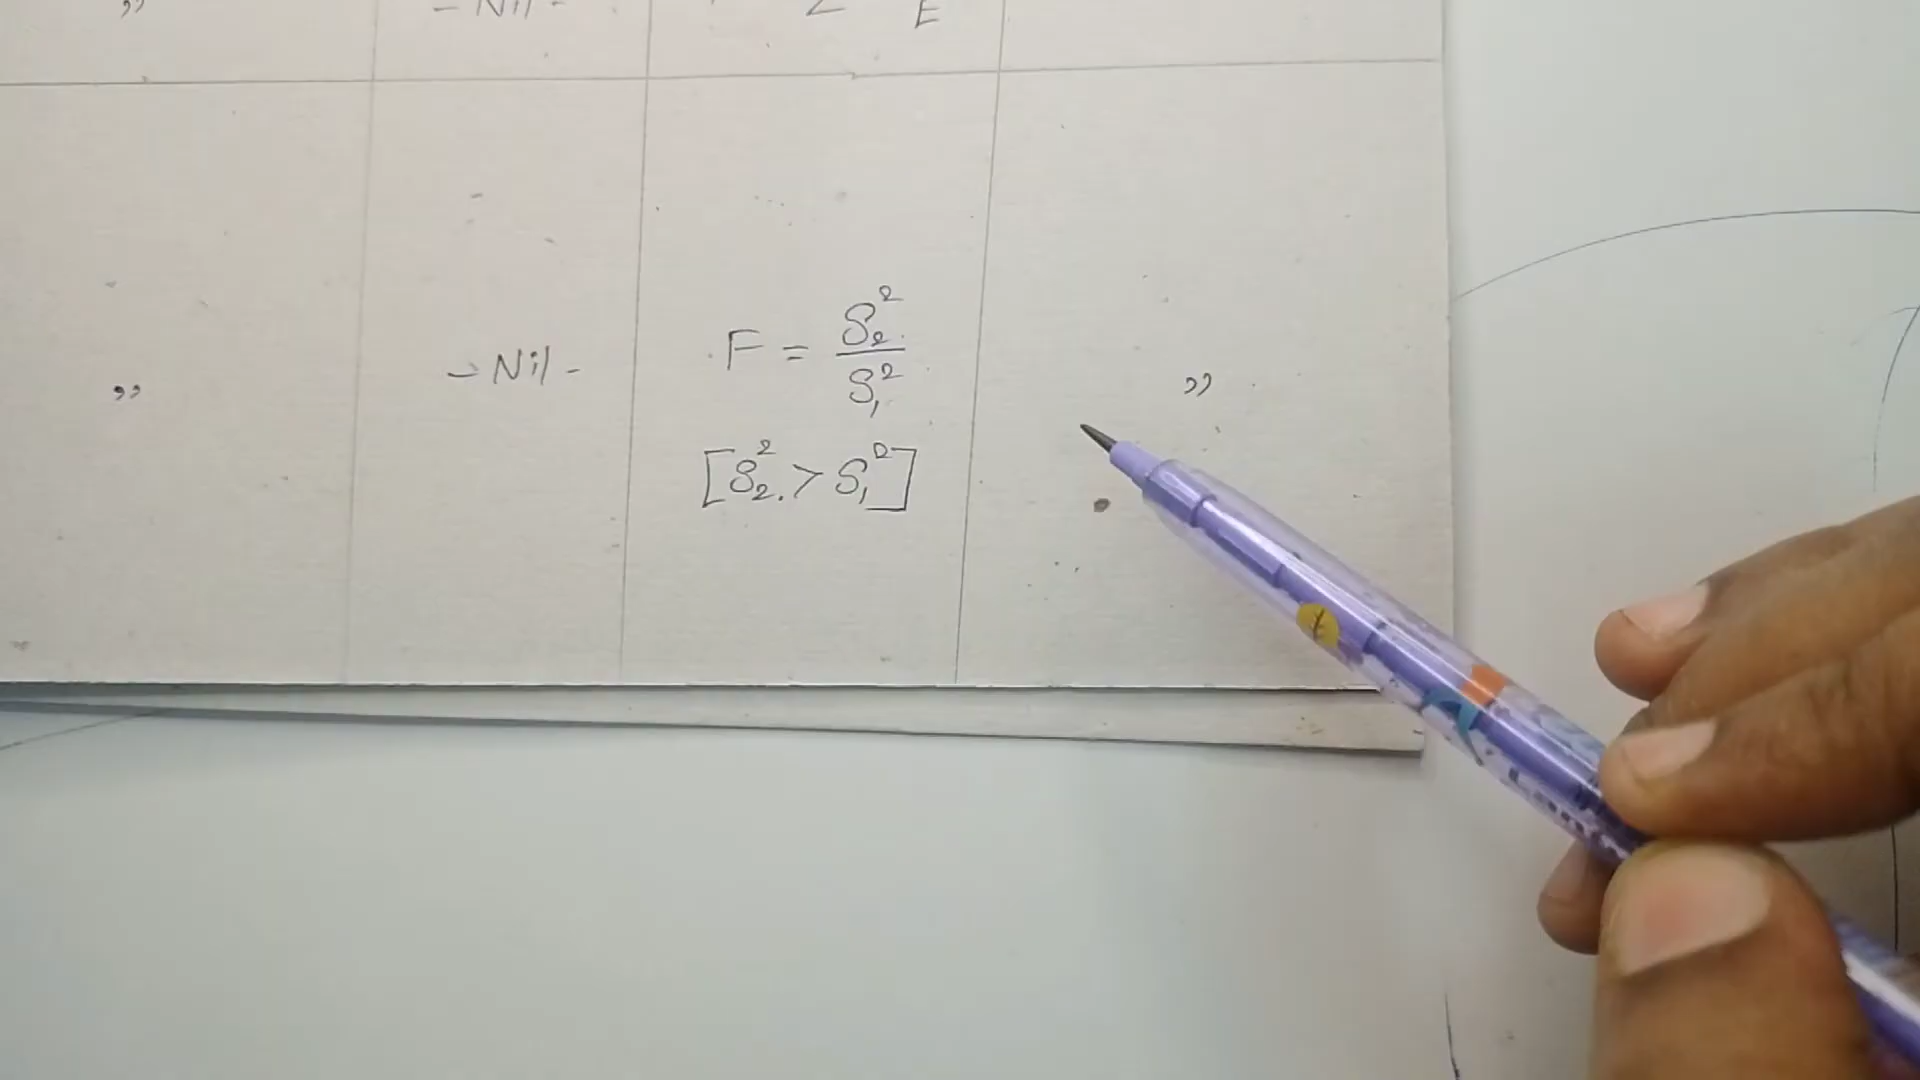 " - Nil - E
" - Nil - F = S₂² / S₁² "
[S₂² > S₁²]